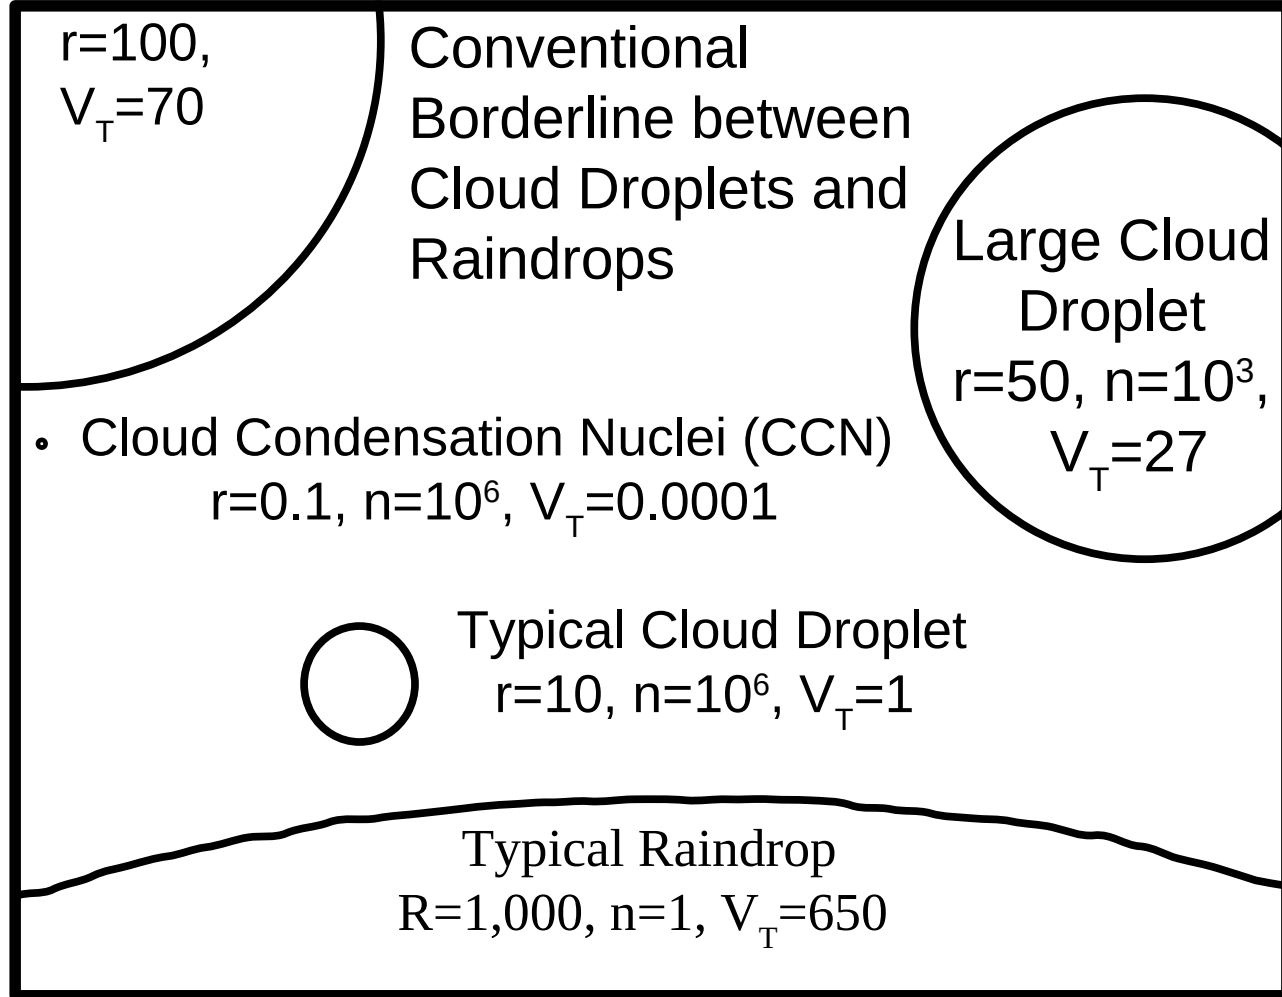 r=100,
V_T=70
Conventional
Borderline between
Cloud Droplets and
Raindrops
Large Cloud
Droplet
r=50, n=10³,
V_T=27
Cloud Condensation Nuclei (CCN)
r=0.1, n=10⁶, V_T=0.0001
Typical Cloud Droplet
r=10, n=10⁶, V_T=1
Typical Raindrop
R=1,000, n=1, V_T=650